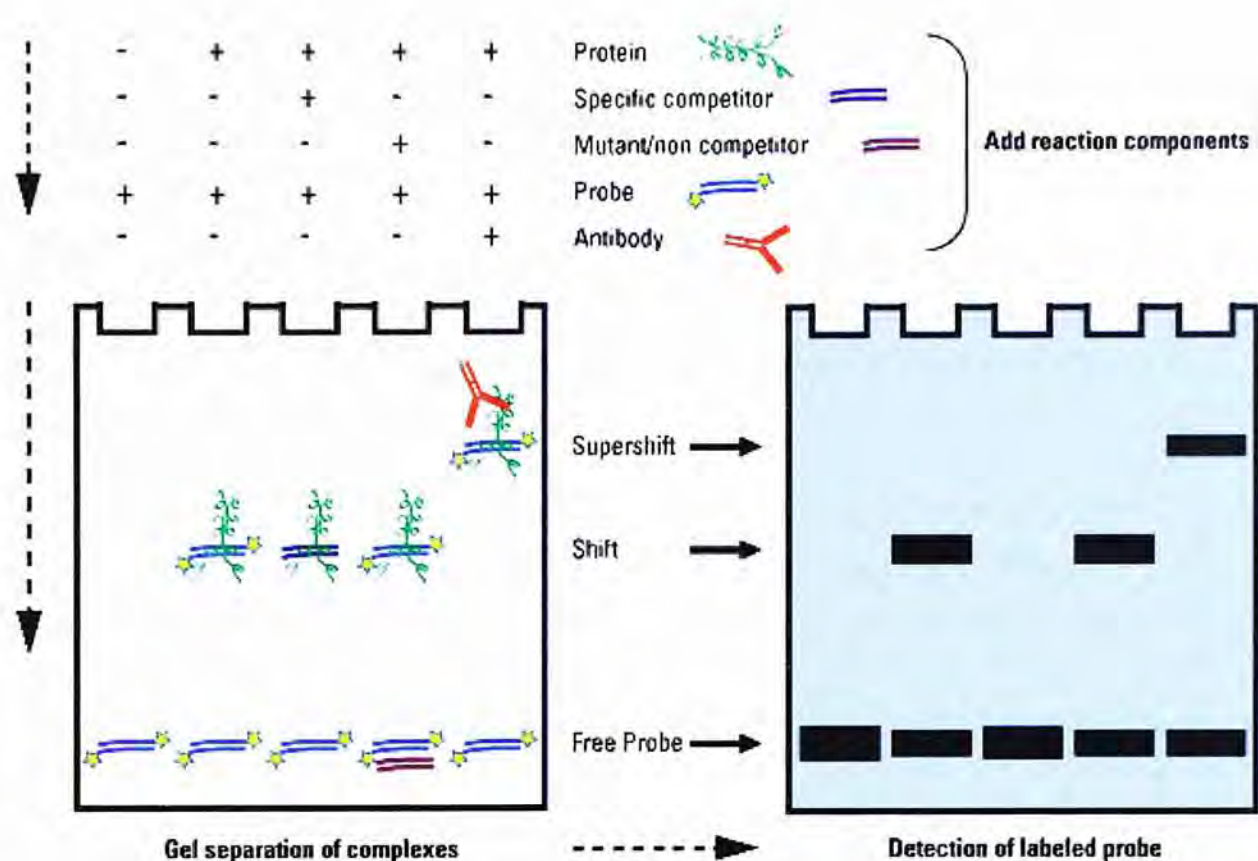 - + + + + Protein
- - + - - Specific competitor
- - - + - Mutant/non competitor
Add reaction components
+ + + + + Probe
- - - - + Antibody
Supershift
Shift
Free Probe
Gel separation of complexes
Detection of labeled probe